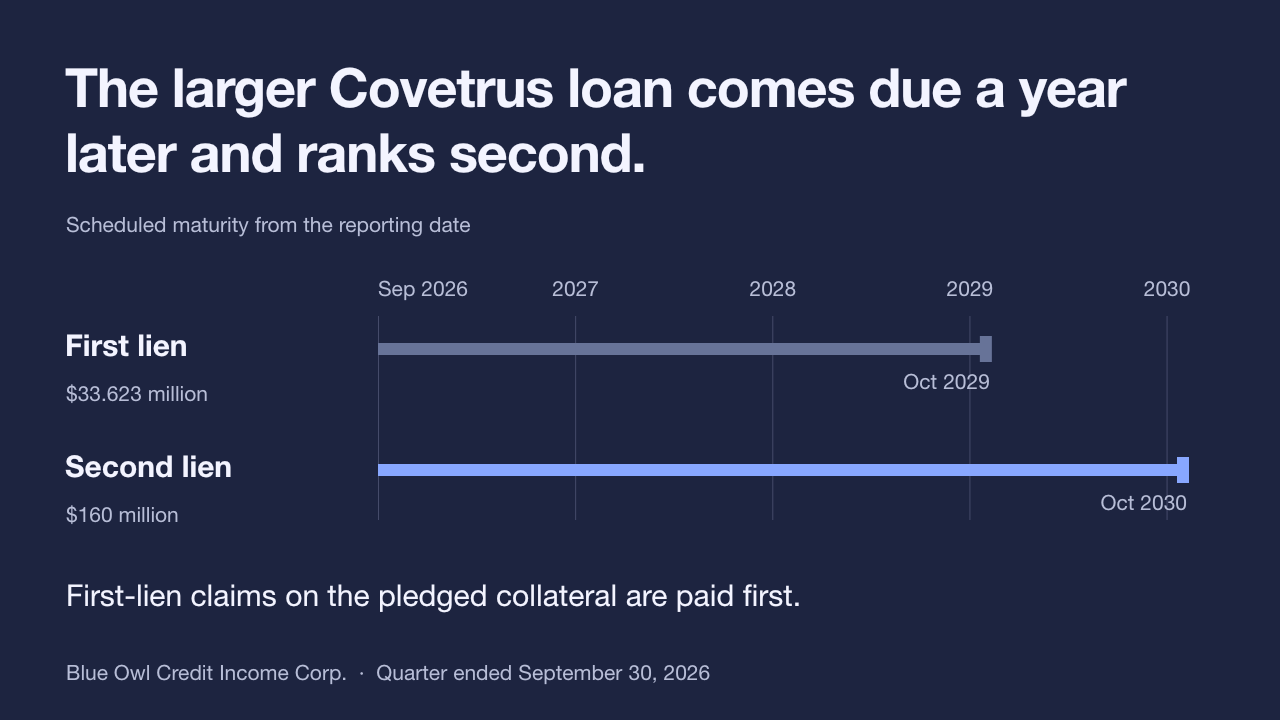 The larger Covetrus loan comes due a year
later and ranks second.
Scheduled maturity from the reporting date
Sep 2026 2027 2028 2029 2030
First lien
$33.623 million
Oct 2029
Second lien
$160 million
Oct 2030
First-lien claims on the pledged collateral are paid first.
Blue Owl Credit Income Corp. · Quarter ended September 30, 2026